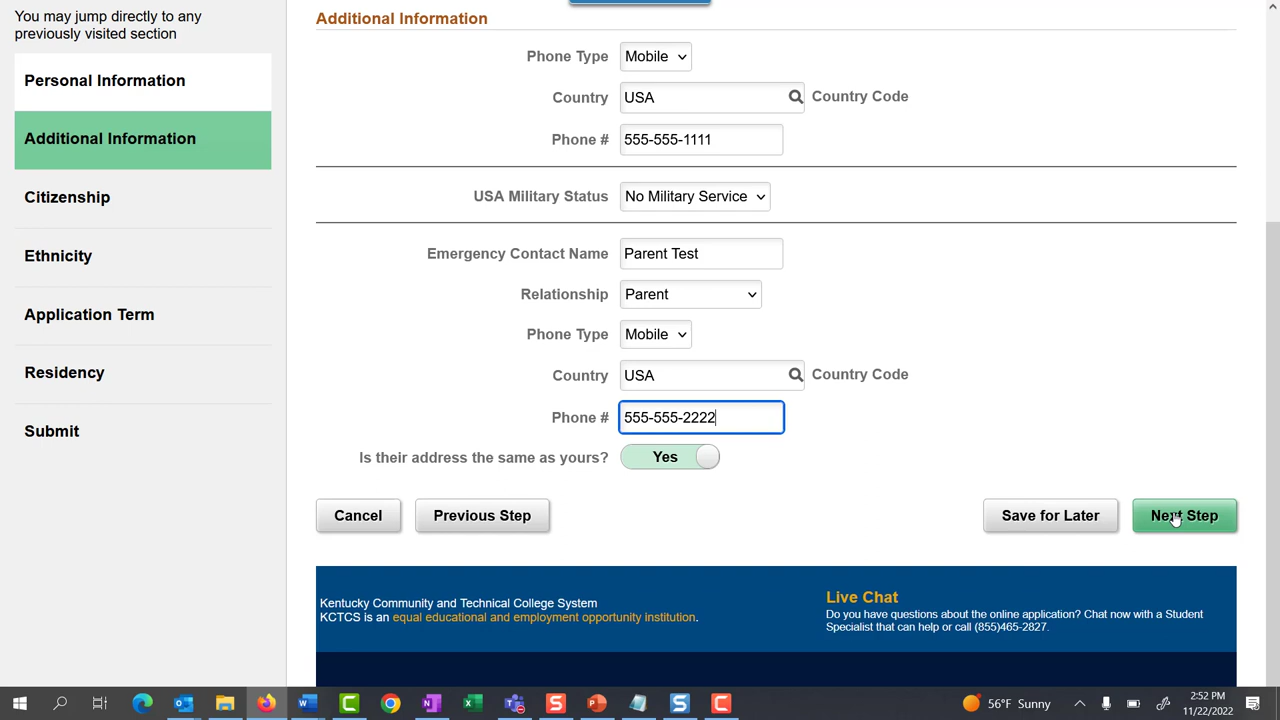 You may jump directly to any
previously visited section
Personal Information
Additional Information
Citizenship
Ethnicity
Application Term
Residency
Submit
Additional Information
Phone Type Mobile
Country USA Country Code
Phone # 555-555-1111
USA Military Status No Military Service
Emergency Contact Name Parent Test
Relationship Parent
Phone Type Mobile
Country USA Country Code
Phone # 555-555-2222
Is their address the same as yours? Yes
Cancel Previous Step Save for Later Next Step
Kentucky Community and Technical College System
KCTCS is an equal educational and employment opportunity institution.
Live Chat
Do you have questions about the online application? Chat now with a Student
Specialist that can help or call (855)465-2827.
56°F Sunny
2:52 PM
11/22/2022